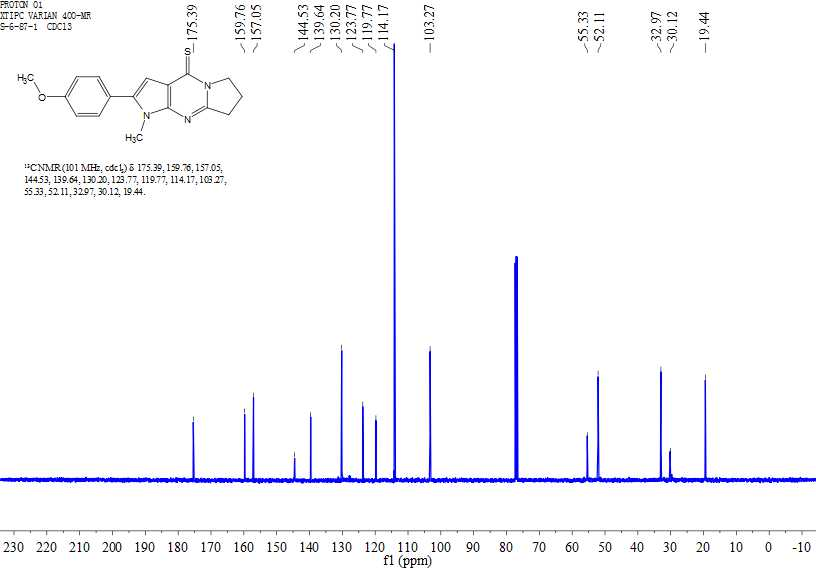 PROTON 01
XTIPC VARIAN 400-MR
S-6-87-1 CDCl3
175.39
159.76
157.05
144.53
139.64
130.20
123.77
119.77
114.17
103.27
55.33
52.11
32.97
30.12
19.44
S
H₃C
O
N
N
N
H₃C
¹³C NMR (101 MHz, cdcl₃) δ 175.39, 159.76, 157.05,
144.53, 139.64, 130.20, 123.77, 119.77, 114.17, 103.27,
55.33, 52.11, 32.97, 30.12, 19.44.
230 220 210 200 190 180 170 160 150 140 130 120 110 100 90 80 70 60 50 40 30 20 10 0 -10
f1 (ppm)